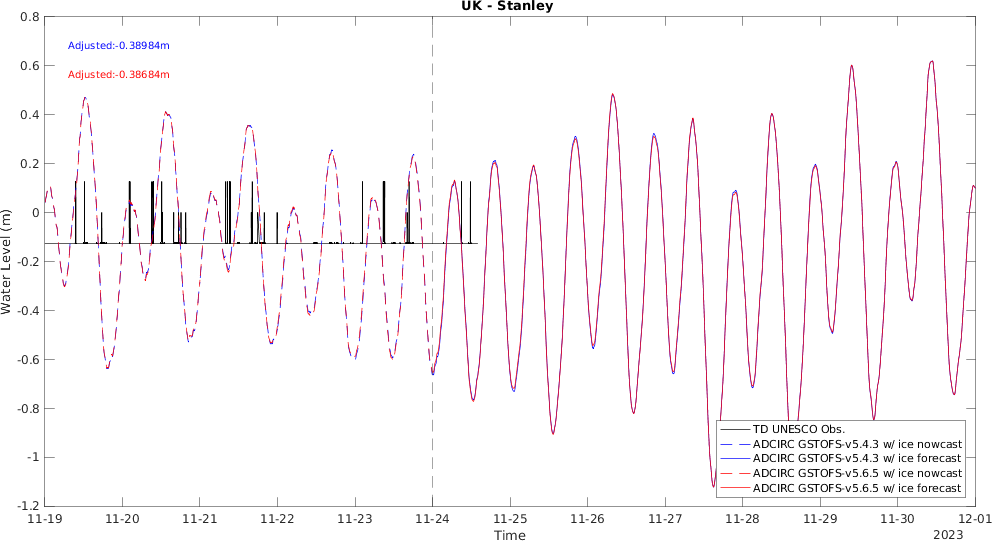 UK - Stanley
Adjusted:-0.38984m
Adjusted:-0.38684m
Water Level (m)
0.8
0.6
0.4
0.2
0
-0.2
-0.4
-0.6
-0.8
-1
-1.2
TD UNESCO Obs.
ADCIRC GSTOFS-v5.4.3 w/ ice nowcast
ADCIRC GSTOFS-v5.4.3 w/ ice forecast
ADCIRC GSTOFS-v5.6.5 w/ ice nowcast
ADCIRC GSTOFS-v5.6.5 w/ ice forecast
11-19 11-20 11-21 11-22 11-23 11-24 11-25 11-26 11-27 11-28 11-29 11-30 12-01
Time
2023